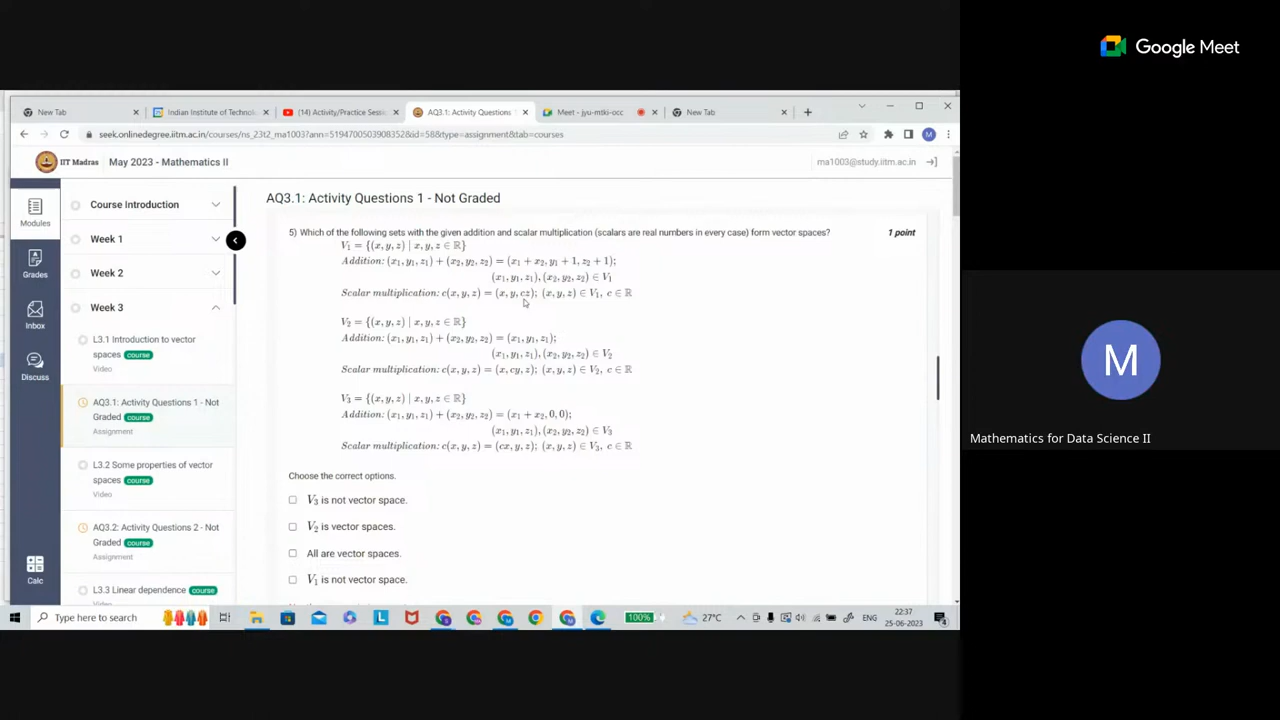 Google Meet
New Tab
Indian Institute of Technolo
(14) Activity/Practice Sessi
AQ3.1: Activity Questions
Meet - jyu-mtki-occ
New Tab
seek.onlinedegree.iitm.ac.in/courses/ns_23t2_ma1003?ann=5194700503908352&id=58&type=assignment&tab=courses
IIT Madras
May 2023 - Mathematics II
ma1003@study.iitm.ac.in
Modules
Grades
Inbox
Discuss
Calc
Course Introduction
Week 1
Week 2
Week 3
L3.1 Introduction to vector
spaces course
Video
AQ3.1: Activity Questions 1 - Not
Graded course
Assignment
L3.2 Some properties of vector
spaces course
Video
AQ3.2: Activity Questions 2 - Not
Graded course
Assignment
L3.3 Linear dependence course
AQ3.1: Activity Questions 1 - Not Graded
5) Which of the following sets with the given addition and scalar multiplication (scalars are real numbers in every case) form vector spaces? 1 point
V₁ = {(x, y, z) | x, y, z ∈ ℝ}
Addition: (x₁, y₁, z₁) + (x₂, y₂, z₂) = (x₁ + x₂, y₁ + 1, z₂ + 1);
(x₁, y₁, z₁), (x₂, y₂, z₂) ∈ V₁
Scalar multiplication: c(x, y, z) = (x, y, cz); (x, y, z) ∈ V₁, c ∈ ℝ
V₂ = {(x, y, z) | x, y, z ∈ ℝ}
Addition: (x₁, y₁, z₁) + (x₂, y₂, z₂) = (x₁, y₁, z₁);
(x₁, y₁, z₁), (x₂, y₂, z₂) ∈ V₂
Scalar multiplication: c(x, y, z) = (x, cy, z); (x, y, z) ∈ V₂, c ∈ ℝ
V₃ = {(x, y, z) | x, y, z ∈ ℝ}
Addition: (x₁, y₁, z₁) + (x₂, y₂, z₂) = (x₁ + x₂, 0, 0);
(x₁, y₁, z₁), (x₂, y₂, z₂) ∈ V₃
Scalar multiplication: c(x, y, z) = (cx, y, z); (x, y, z) ∈ V₃, c ∈ ℝ
Choose the correct options.
V₃ is not vector space.
V₂ is vector spaces.
All are vector spaces.
V₁ is not vector space.
M
Mathematics for Data Science II
Type here to search
100%
27°C
ENG
22:37
25-06-2023